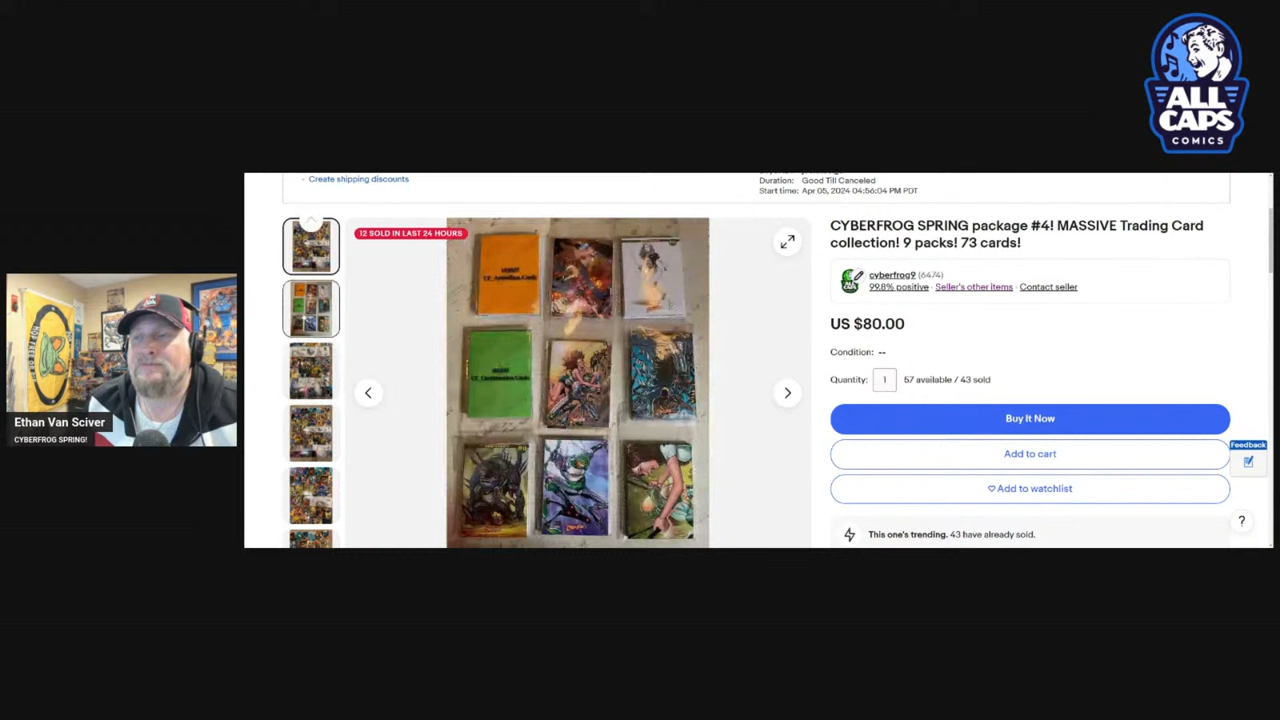 ALL
CAPS
COMICS
Create shipping discounts
Duration: Good Till Canceled
Start time: Apr 05, 2024 04:56:04 PM PDT
12 SOLD IN LAST 24 HOURS
CYBERFROG SPRING package #4! MASSIVE Trading Card
collection! 9 packs! 73 cards!
cyberfrog9 (6474)
99.8% positive · Seller's other items · Contact seller
US $80.00
Condition: --
Quantity: 1 57 available / 43 sold
Buy It Now
Add to cart
Feedback
Add to watchlist
?
This one's trending. 43 have already sold.
Ethan Van Sciver
CYBERFROG SPRING!